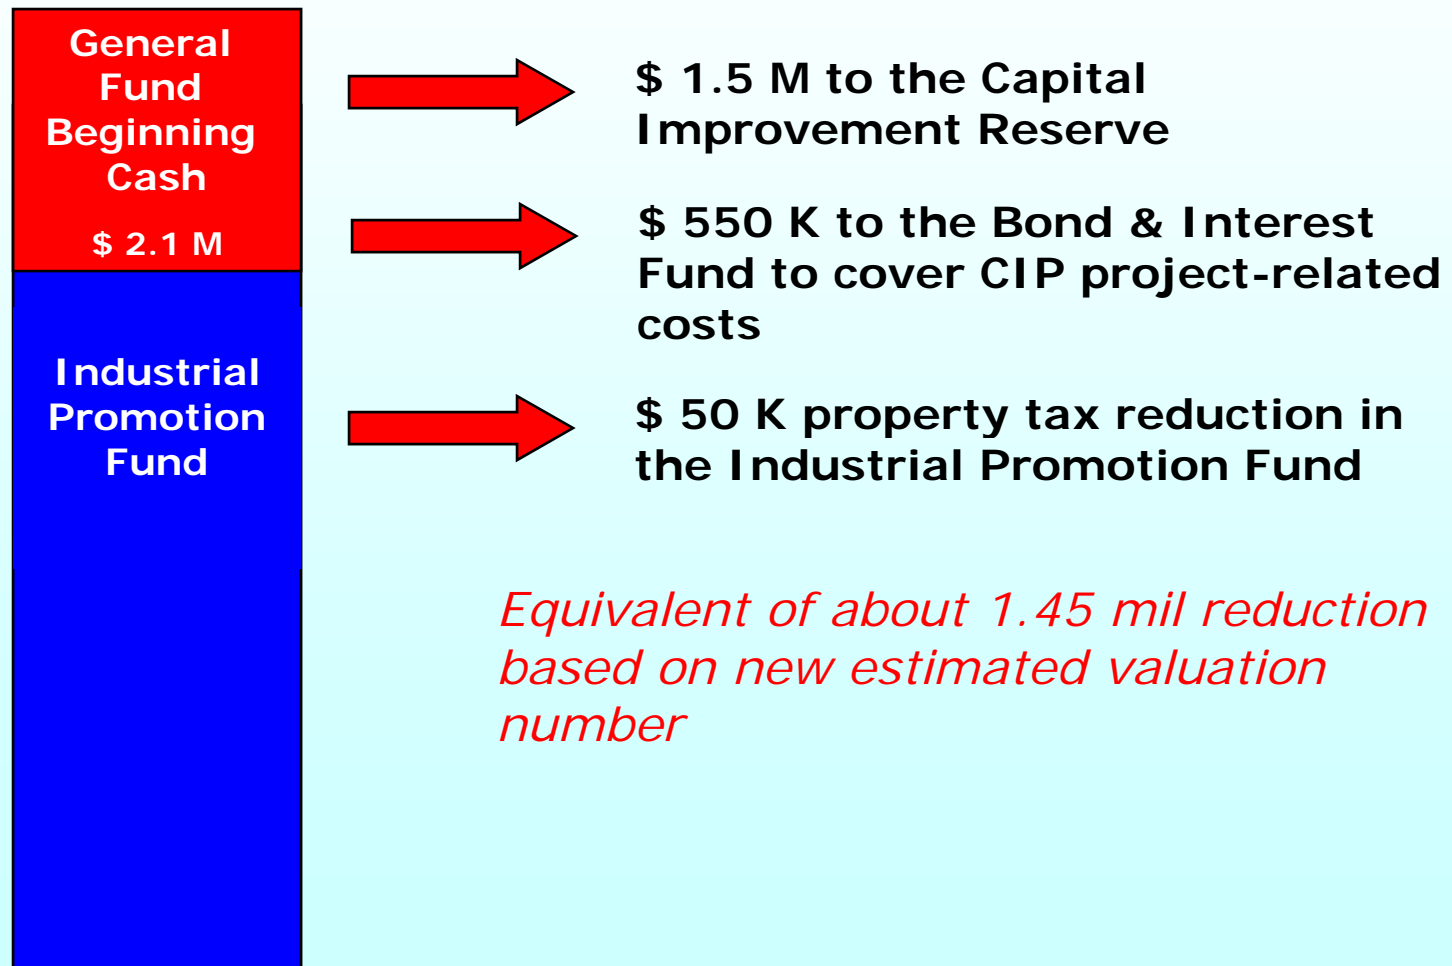 General
Fund
Beginning
Cash
$ 2.1 M
Industrial
Promotion
Fund
$ 1.5 M to the Capital
Improvement Reserve
$ 550 K to the Bond & Interest
Fund to cover CIP project-related
costs
$ 50 K property tax reduction in
the Industrial Promotion Fund
Equivalent of about 1.45 mil reduction
based on new estimated valuation
number